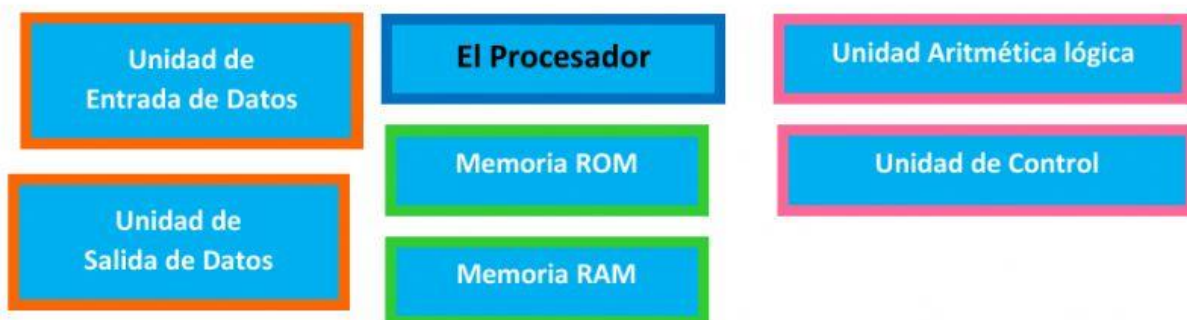 Unidad de
Entrada de Datos
Unidad de
Salida de Datos
El Procesador
Memoria ROM
Memoria RAM
Unidad Aritmética lógica
Unidad de Control